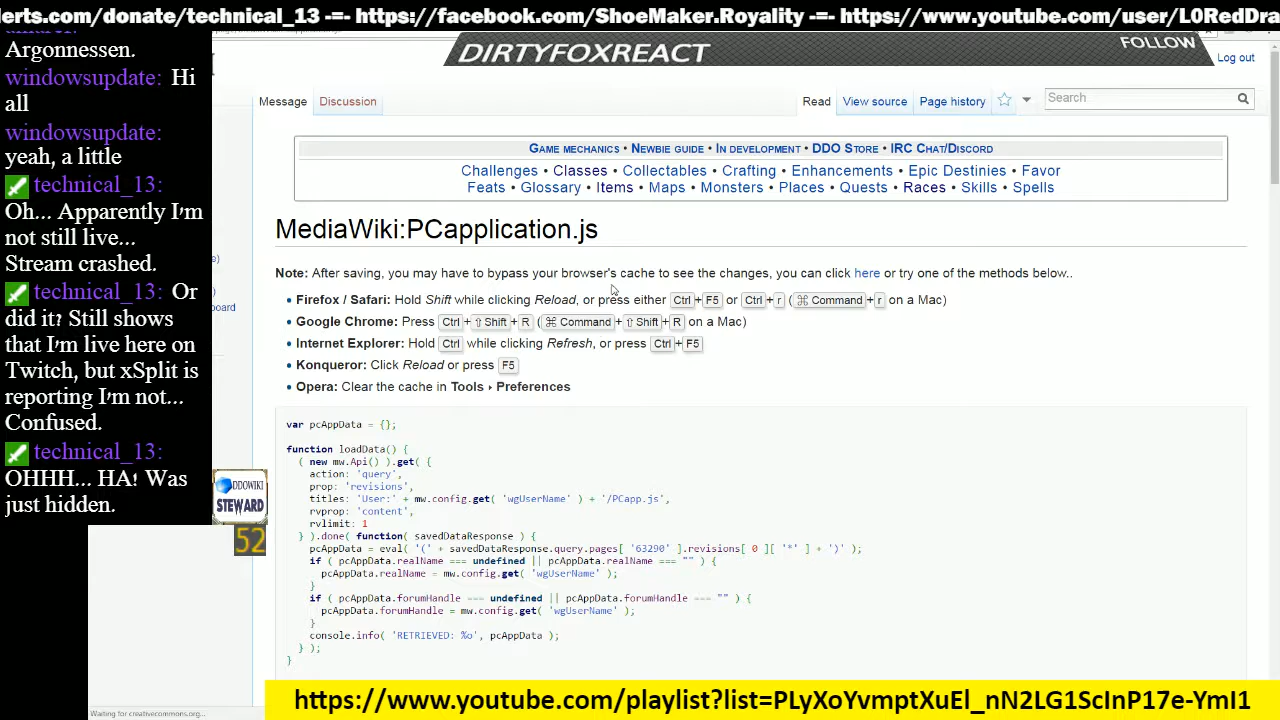 lerts.com/donate/technical_13 -=- https://facebook.com/ShoeMaker.Royality -=- https://www.youtube.com/user/L0RedDra
Argonnessen.
windowsupdate: Hi
all
windowsupdate:
yeah, a little
technical_13:
Oh... Apparently I'm
not still live...
Stream crashed.
technical_13: Or
did it? Still shows
that I'm live here on
Twitch, but xSplit is
reporting I'm not...
Confused.
technical_13:
OHHH... HA! Was
just hidden.
DDOWIKI
STEWARD
52
DIRTYFOXREACT
FOLLOW
Log out
Message
Discussion
Read
View source
Page history
Search
Game mechanics • Newbie guide • In development • DDO Store • IRC Chat/Discord
Challenges • Classes • Collectables • Crafting • Enhancements • Epic Destinies • Favor
Feats • Glossary • Items • Maps • Monsters • Places • Quests • Races • Skills • Spells
MediaWiki:PCapplication.js
Note: After saving, you may have to bypass your browser's cache to see the changes, you can click here or try one of the methods below..
• Firefox / Safari: Hold Shift while clicking Reload, or press either Ctrl+F5 or Ctrl+r (⌘ Command+r on a Mac)
• Google Chrome: Press Ctrl+⇧ Shift+R (⌘ Command+⇧ Shift+R on a Mac)
• Internet Explorer: Hold Ctrl while clicking Refresh, or press Ctrl+F5
• Konqueror: Click Reload or press F5
• Opera: Clear the cache in Tools › Preferences
var pcAppData = {};
function loadData() {
( new mw.Api() ).get( {
action: 'query',
prop: 'revisions',
titles: 'User:' + mw.config.get( 'wgUserName' ) + '/PCapp.js',
rvprop: 'content',
rvlimit: 1
} ).done( function( savedDataResponse ) {
pcAppData = eval( '(' + savedDataResponse.query.pages[ '63290' ].revisions[ 0 ][ '*' ] + ')' );
if ( pcAppData.realName === undefined || pcAppData.realName === "" ) {
pcAppData.realName = mw.config.get( 'wgUserName' );
}
if ( pcAppData.forumHandle === undefined || pcAppData.forumHandle === "" ) {
pcAppData.forumHandle = mw.config.get( 'wgUserName' );
}
console.info( 'RETRIEVED: %o', pcAppData );
} );
}
e)
board
Waiting for creativecommons.org...
https://www.youtube.com/playlist?list=PLyXoYvmptXuEl_nN2LG1ScInP17e-YmI1